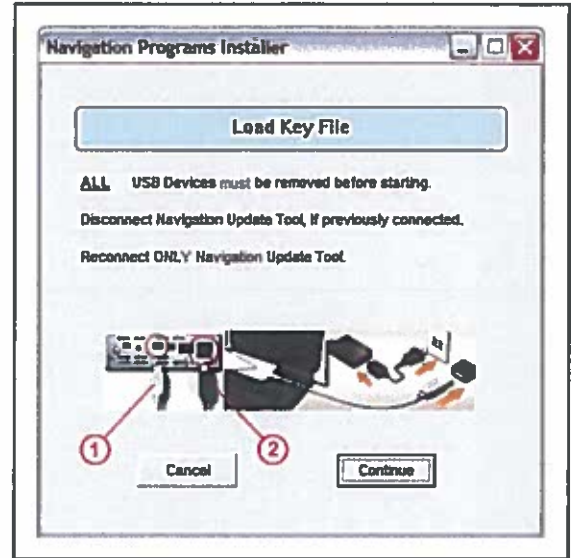 Navigation Programs Installer
Load Key File
ALL USB Devices must be removed before starting.
Disconnect Navigation Update Tool, if previously connected.
Reconnect ONLY Navigation Update Tool.
1
2
Cancel
Continue